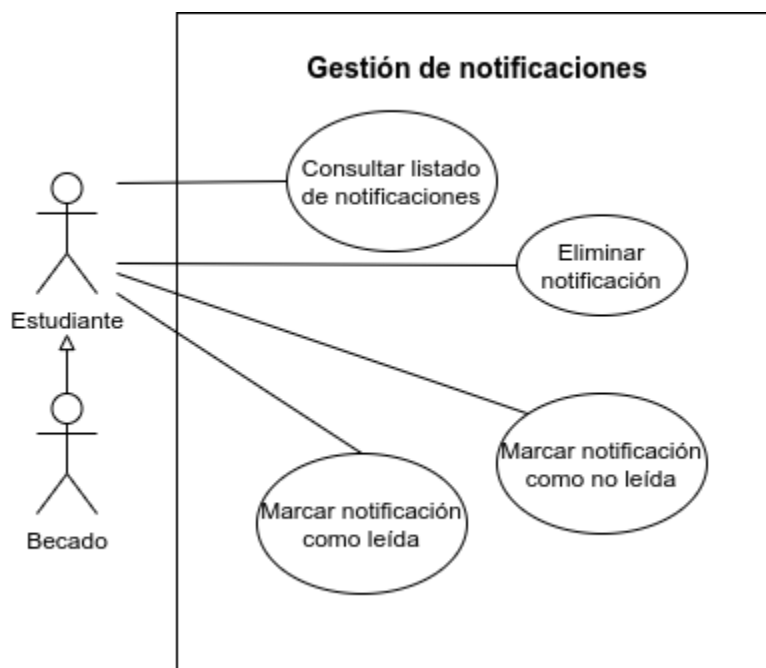 Gestión de notificaciones
Consultar listado
de notificaciones
Eliminar
notificación
Estudiante
Marcar notificación
como no leída
Marcar notificación
como leída
Becado